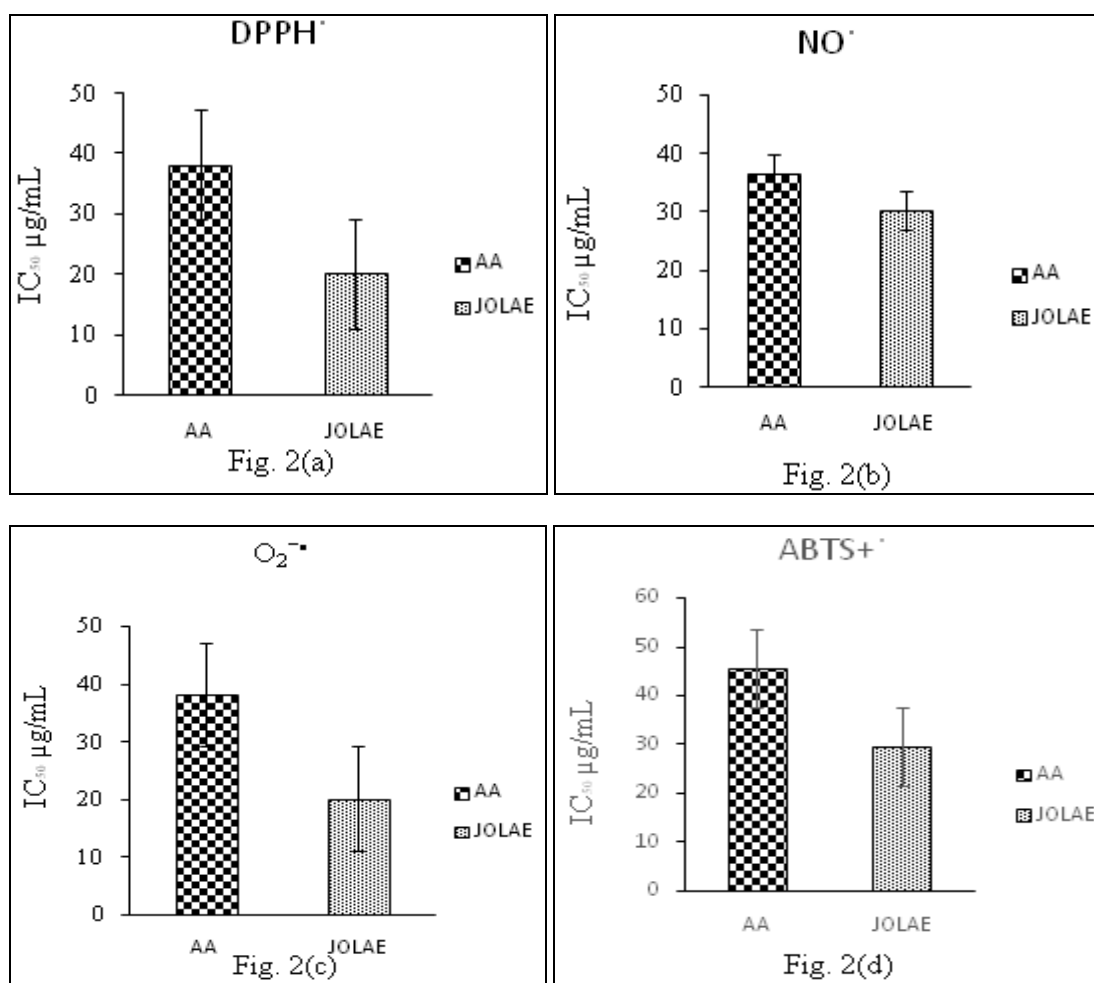 DPPH˙
IC₅₀ µg/mL
50
40
30
20
10
0
AA
JOLAE
AA
JOLAE
Fig. 2(a)
NO˙
IC₅₀ µg/mL
50
40
30
20
10
0
AA
JOLAE
AA
JOLAE
Fig. 2(b)
O₂⁻•
IC₅₀ µg/mL
50
40
30
20
10
0
AA
JOLAE
AA
JOLAE
Fig. 2(c)
ABTS+˙
IC₅₀ µg/mL
60
50
40
30
20
10
0
AA
JOLAE
AA
JOLAE
Fig. 2(d)